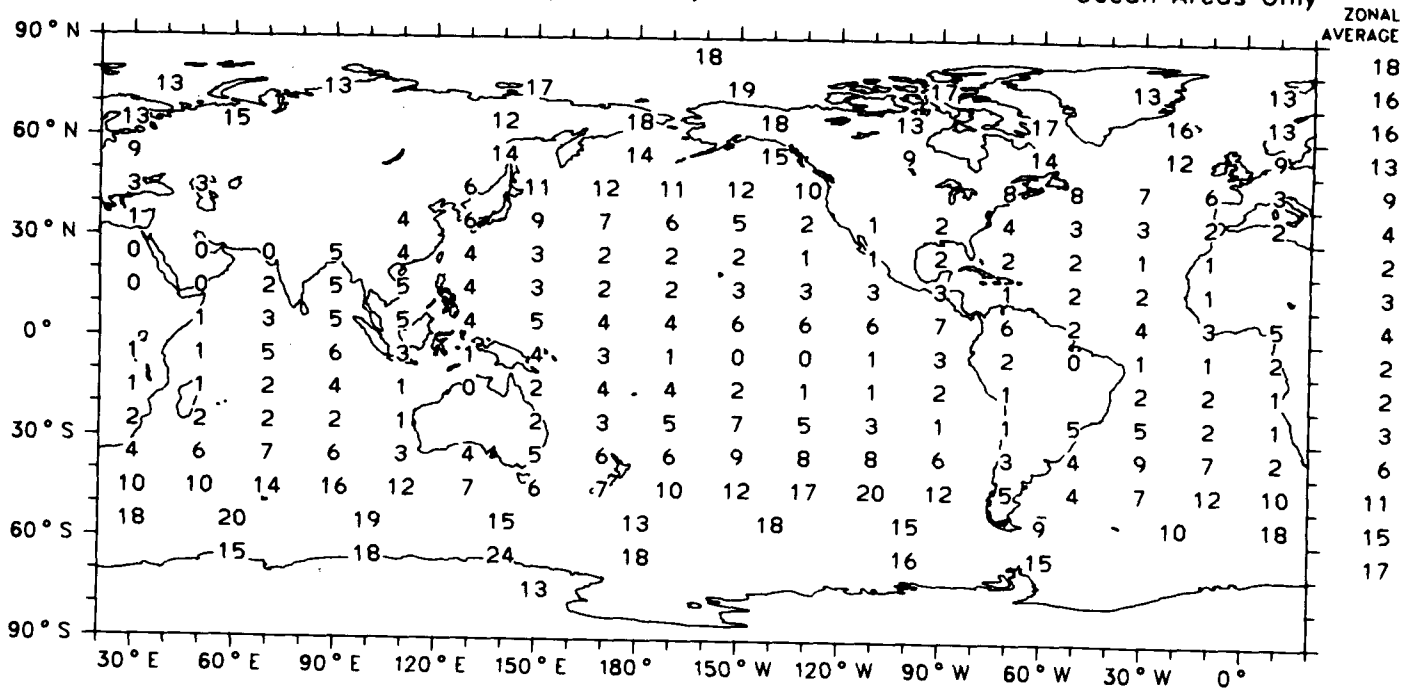 Ocean Areas Only
ZONAL
AVERAGE
90° N
18
18
13 13 17 19 17 13 13 16
13 15 12 18 18 13 17 16 13 16
60° N
9 14 14 15 9 14 12 9 13
3 3 6 11 12 11 12 10 8 8 7 6 3 9
1 4 6 9 7 6 5 2 1 2 4 3 3 2 2 4
30° N
0 0 0 5 4 4 3 2 2 2 1 1 2 2 2 1 1 2
0 0 2 5 5 4 3 2 2 3 3 3 3 1 2 2 1 3
1 3 5 5 4 5 4 4 6 6 6 7 6 2 4 3 5 4
0°
1 1 5 6 3 1 4 3 1 0 0 1 3 2 0 1 1 2 2
1 1 2 4 1 0 2 4 4 2 1 1 2 1 2 2 1 2
2 2 2 2 1 2 3 5 7 5 3 1 1 5 5 2 1 3
30° S
4 6 7 6 3 4 5 6 6 9 8 8 6 3 4 9 7 2 6
10 10 14 16 12 7 6 7 10 12 17 20 12 5 4 7 12 10 11
18 20 19 15 13 18 15 9 10 18 15
60° S
15 18 24 18 16 15 17
13
90° S
30° E 60° E 90° E 120° E 150° E 180° 150° W 120° W 90° W 60° W 30° W 0°